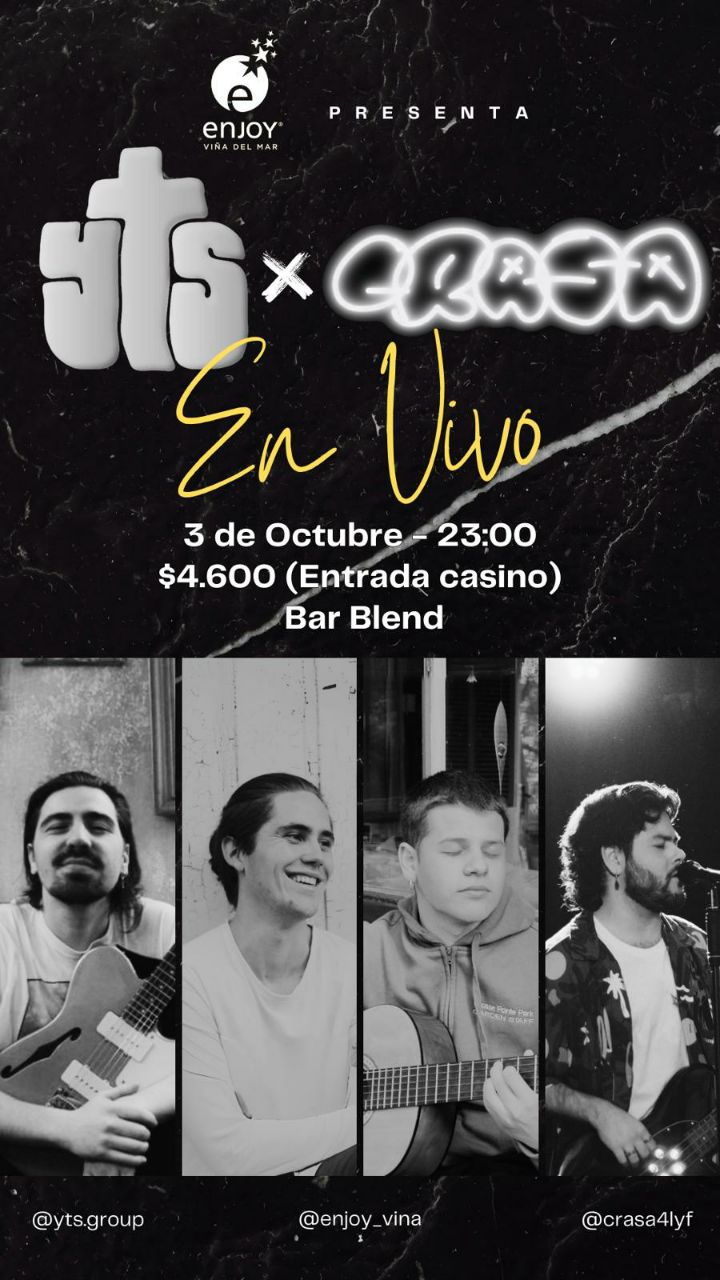 enJOY®
VIÑA DEL MAR
PRESENTA
yts x CRASA
En Vivo
3 de Octubre - 23:00
$4.600 (Entrada casino)
Bar Blend
@yts.group
@enjoy_vina
@crasa4lyf